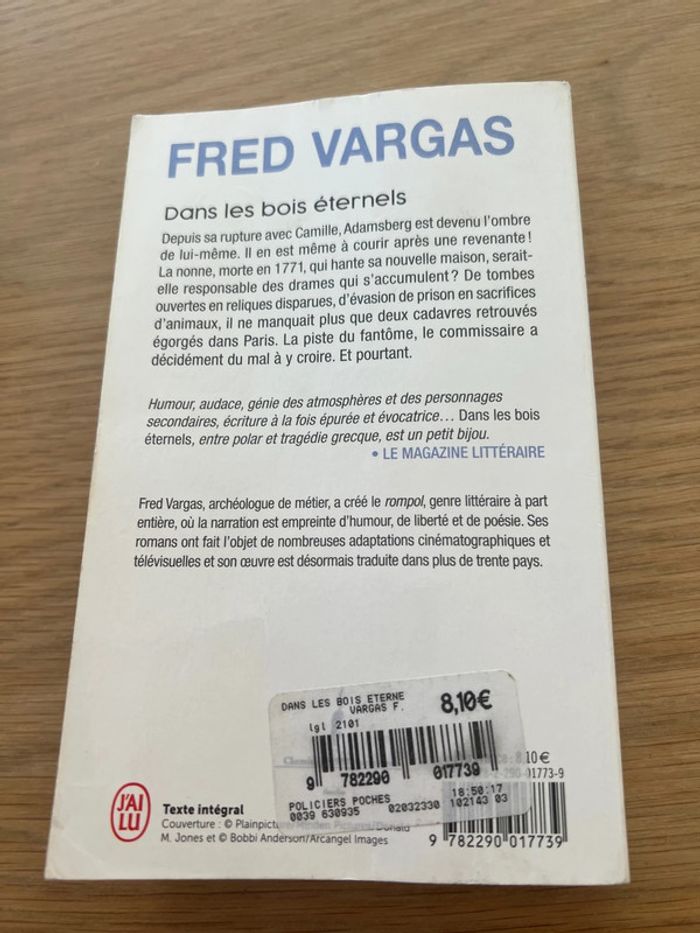 FRED VARGAS
Dans les bois éternels
Depuis sa rupture avec Camille, Adamsberg est devenu l'ombre
de lui-même. Il en est même à courir après une revenante !
La nonne, morte en 1771, qui hante sa nouvelle maison, serait-
elle responsable des drames qui s'accumulent ? De tombes
ouvertes en reliques disparues, d'évasion de prison en sacrifices
d'animaux, il ne manquait plus que deux cadavres retrouvés
égorgés dans Paris. La piste du fantôme, le commissaire a
décidément du mal à y croire. Et pourtant.
Humour, audace, génie des atmosphères et des personnages
secondaires, écriture à la fois épurée et évocatrice… Dans les bois
éternels, entre polar et tragédie grecque, est un petit bijou.
• LE MAGAZINE LITTÉRAIRE
Fred Vargas, archéologue de métier, a créé le rompol, genre littéraire à part
entière, où la narration est empreinte d'humour, de liberté et de poésie. Ses
romans ont fait l'objet de nombreuses adaptations cinématographiques et
télévisuelles et son œuvre est désormais traduite dans plus de trente pays.
DANS LES BOIS ETERNE
VARGAS F. 8,10€
lgl 2101
9 782290 017739
18:50:17
POLICIERS POCHES 02032330 102143 03
0039 630935
8,10 €
290-01773-9
9 782290 017739
J'AI
LU
Texte intégral
Couverture : © Plainpicture/Minden Pictures/Donald
M. Jones et © Bobbi Anderson/Arcangel Images